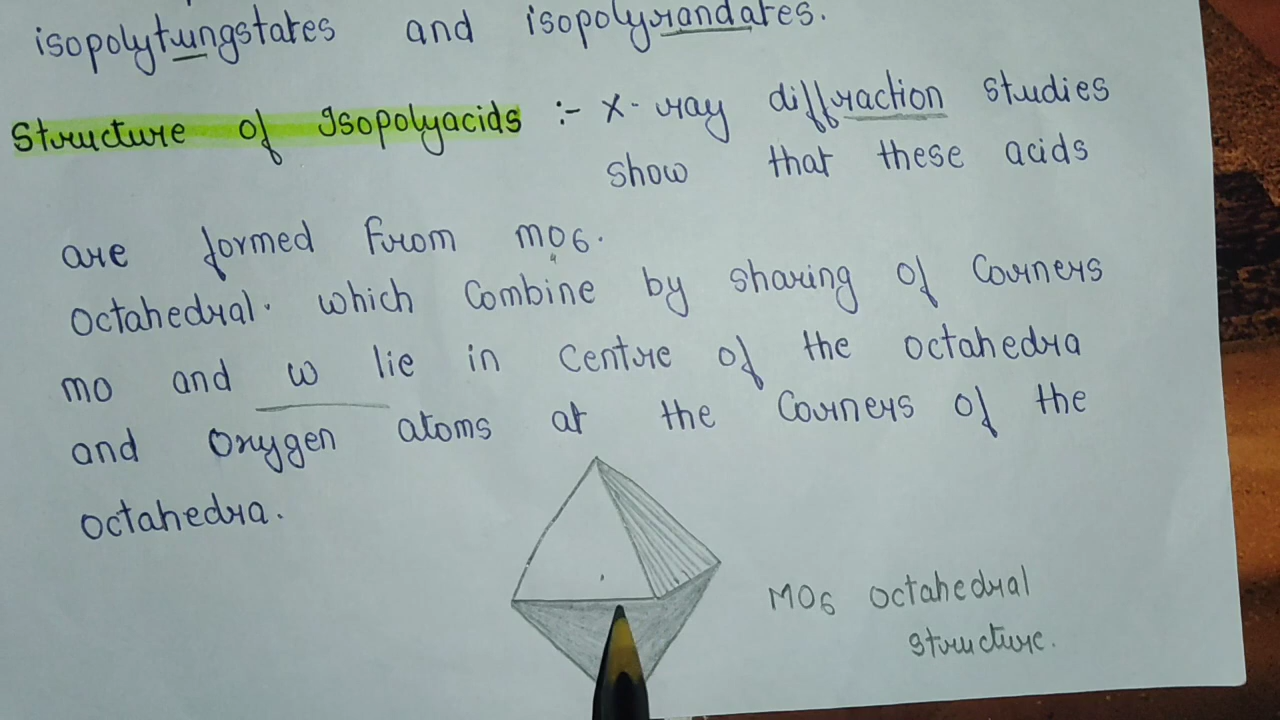 isopolytungstates and isopolyvandates.
Structure of Isopolyacids :- X-ray diffraction studies
show that these acids
are formed from mo6.
Octahedral. which Combine by sharing of Corners
mo and w lie in Centre of the octahedra
and Oxygen atoms at the Corners of the
Octahedra.
MO6 Octahedral
Structure.